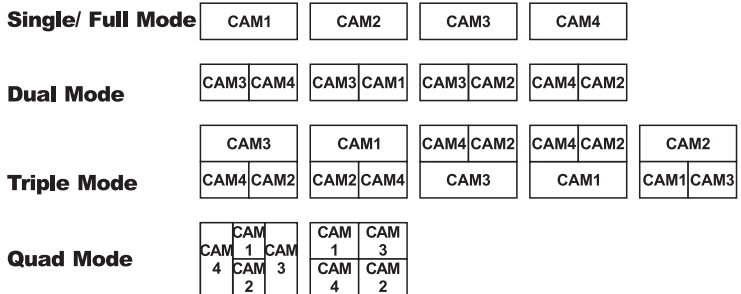 Single/ Full Mode CAM1 CAM2 CAM3 CAM4
Dual Mode CAM3 CAM4 CAM3 CAM1 CAM3 CAM2 CAM4 CAM2
CAM3 CAM1 CAM4 CAM2 CAM4 CAM2 CAM2
Triple Mode CAM4 CAM2 CAM2 CAM4 CAM3 CAM1 CAM1 CAM3
Quad Mode
CAM 4
CAM 1
CAM 2
CAM 3
CAM 1
CAM 3
CAM 4
CAM 2